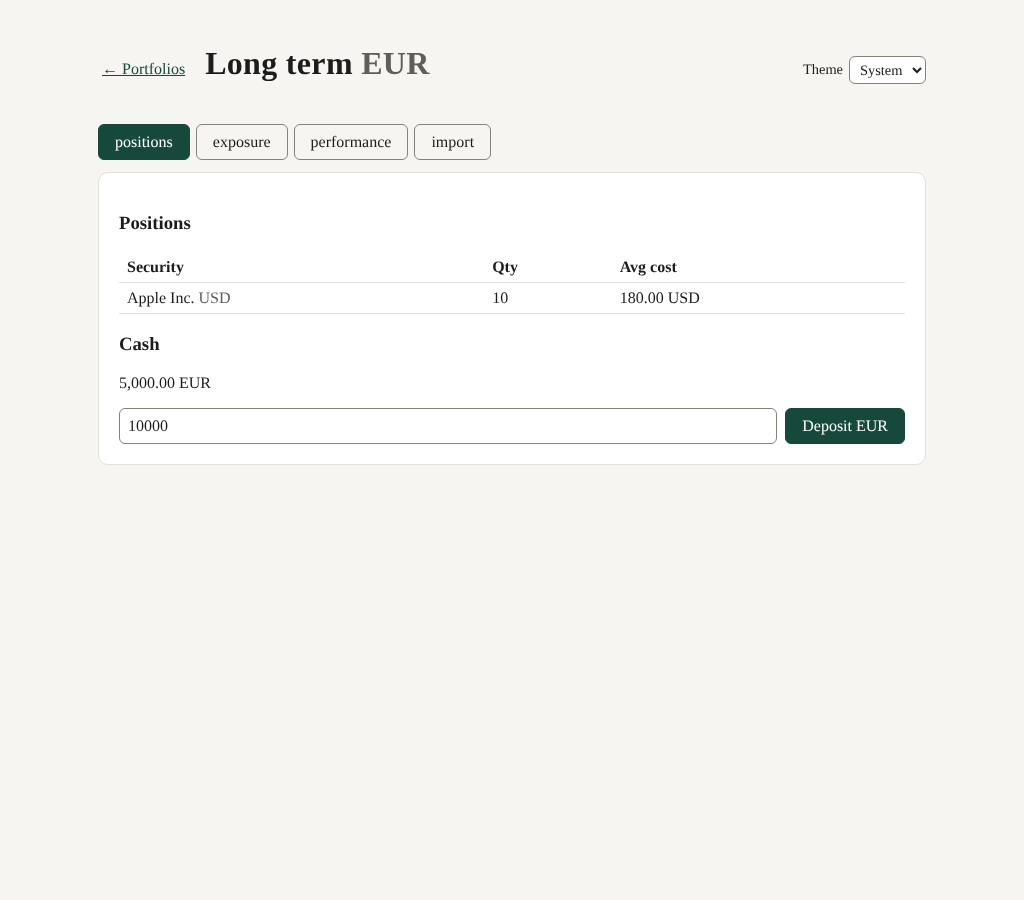 ← Portfolios Long term EUR Theme System
positions exposure performance import
Positions
Security Qty Avg cost
Apple Inc. USD 10 180.00 USD
Cash
5,000.00 EUR
10000 Deposit EUR